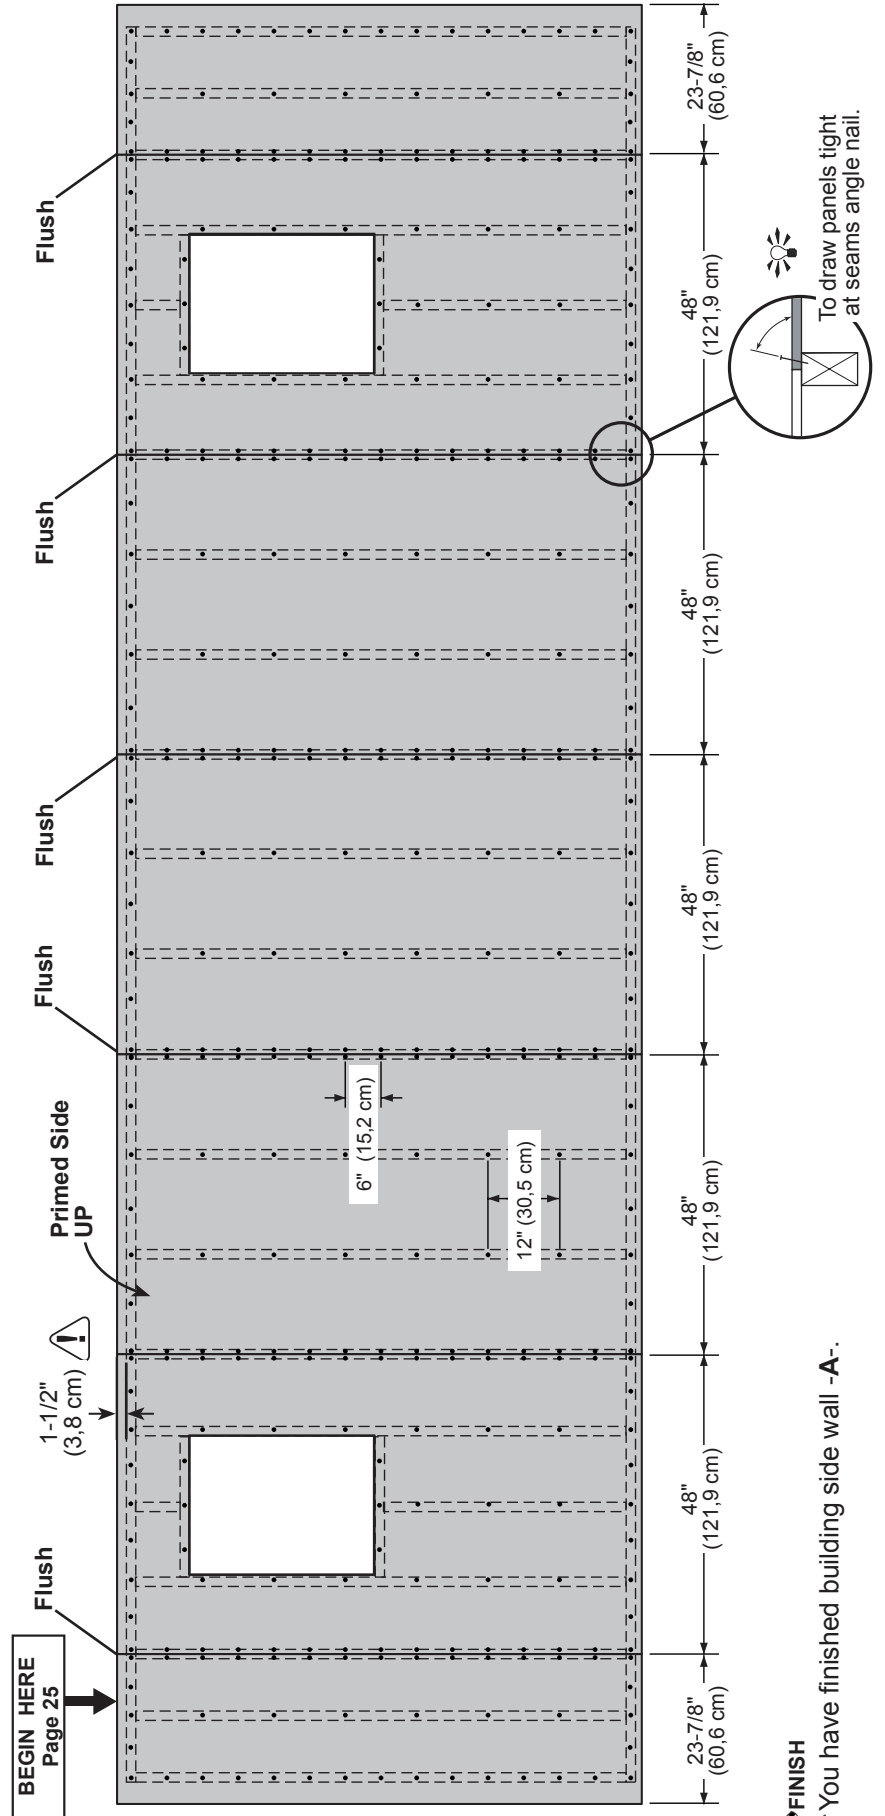 BEGIN HERE
Page 25
Flush
1-1/2"
(3,8 cm)
Primed Side
UP
Flush
Flush
Flush
Flush
6" (15,2 cm)
12" (30,5 cm)
23-7/8"
(60,6 cm)
48"
(121,9 cm)
48"
(121,9 cm)
48"
(121,9 cm)
48"
(121,9 cm)
48"
(121,9 cm)
23-7/8"
(60,6 cm)
To draw panels tight
at seams angle nail.
FINISH
You have finished building side wall -A-.